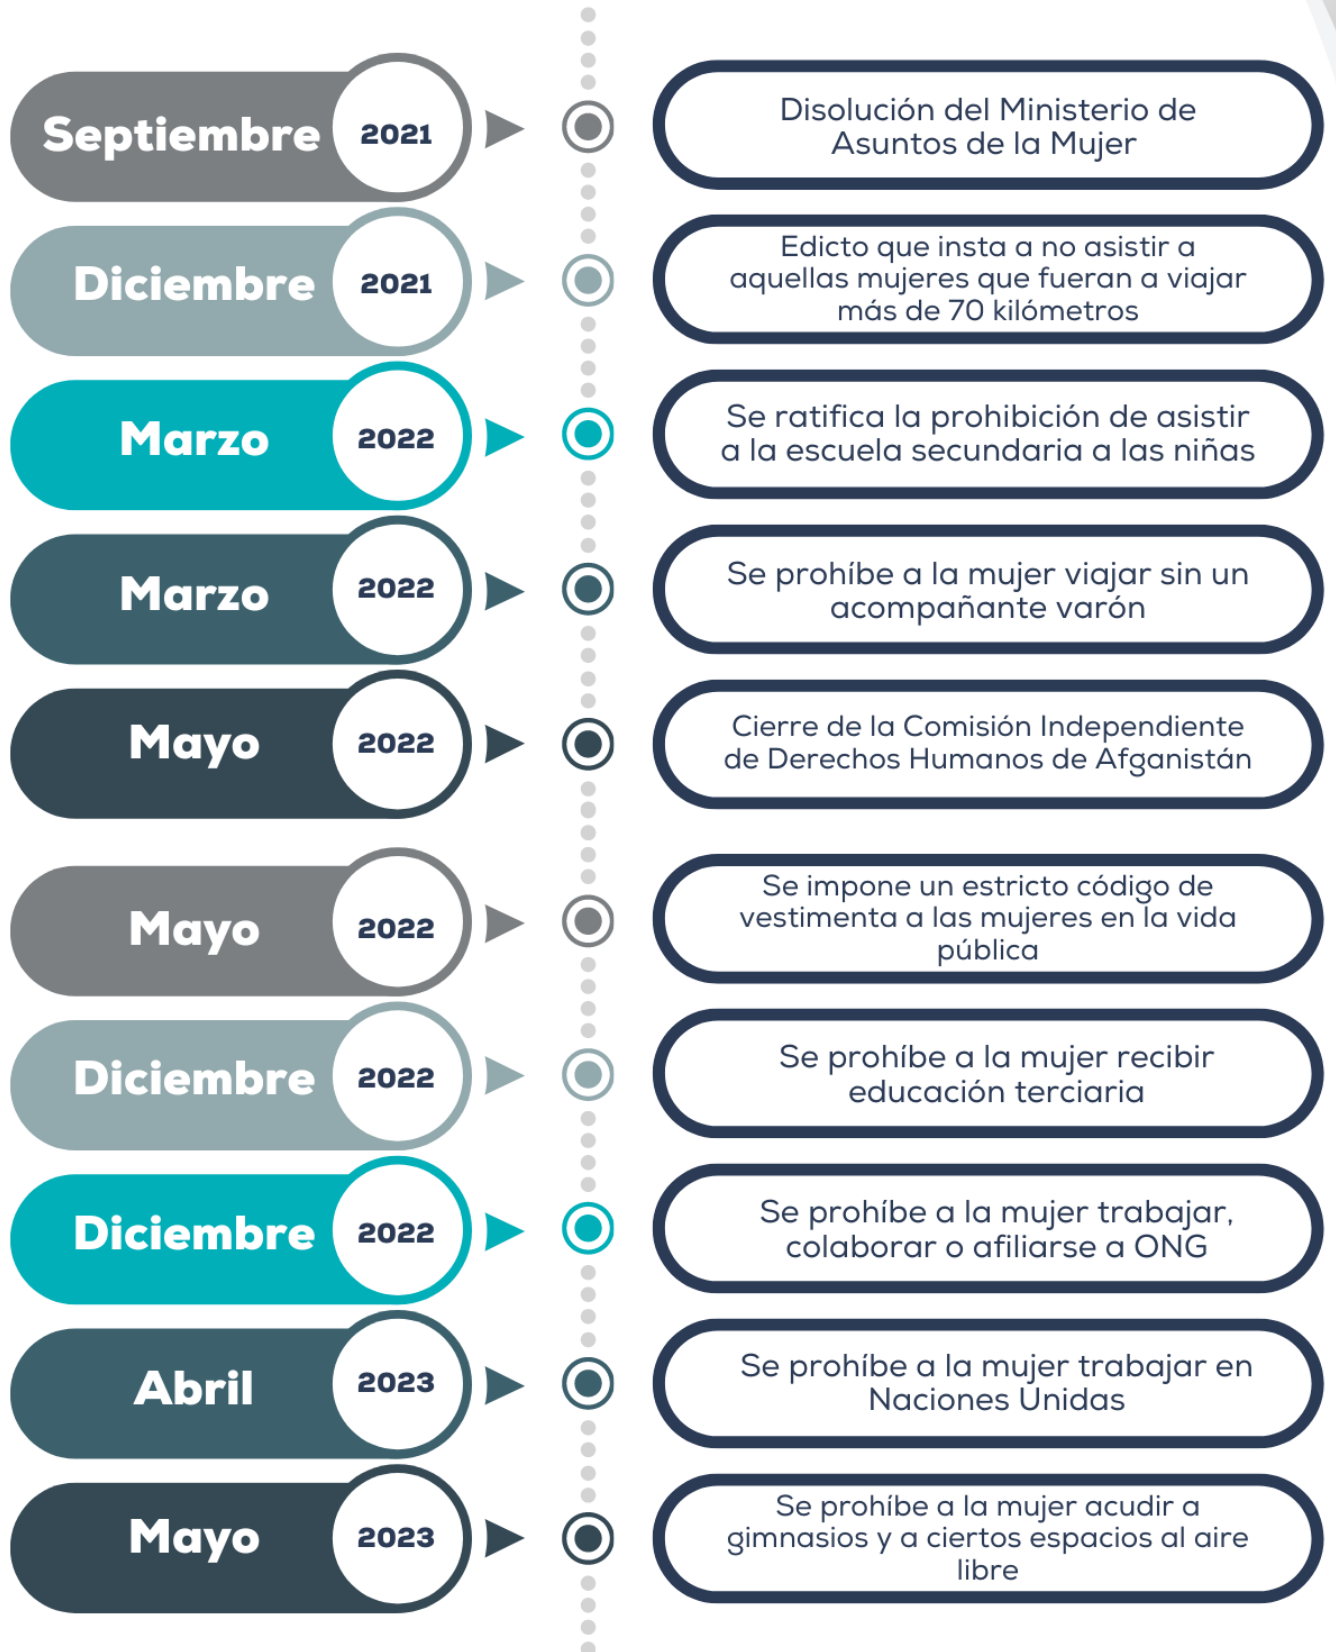 Septiembre
2021
Disolución del Ministerio de
Asuntos de la Mujer
Diciembre
2021
Edicto que insta a no asistir a
aquellas mujeres que fueran a viajar
más de 70 kilómetros
Marzo
2022
Se ratifica la prohibición de asistir
a la escuela secundaria a las niñas
Marzo
2022
Se prohíbe a la mujer viajar sin un
acompañante varón
Mayo
2022
Cierre de la Comisión Independiente
de Derechos Humanos de Afganistán
Mayo
2022
Se impone un estricto código de
vestimenta a las mujeres en la vida
pública
Diciembre
2022
Se prohíbe a la mujer recibir
educación terciaria
Diciembre
2022
Se prohíbe a la mujer trabajar,
colaborar o afiliarse a ONG
Abril
2023
Se prohíbe a la mujer trabajar en
Naciones Unidas
Mayo
2023
Se prohíbe a la mujer acudir a
gimnasios y a ciertos espacios al aire
libre